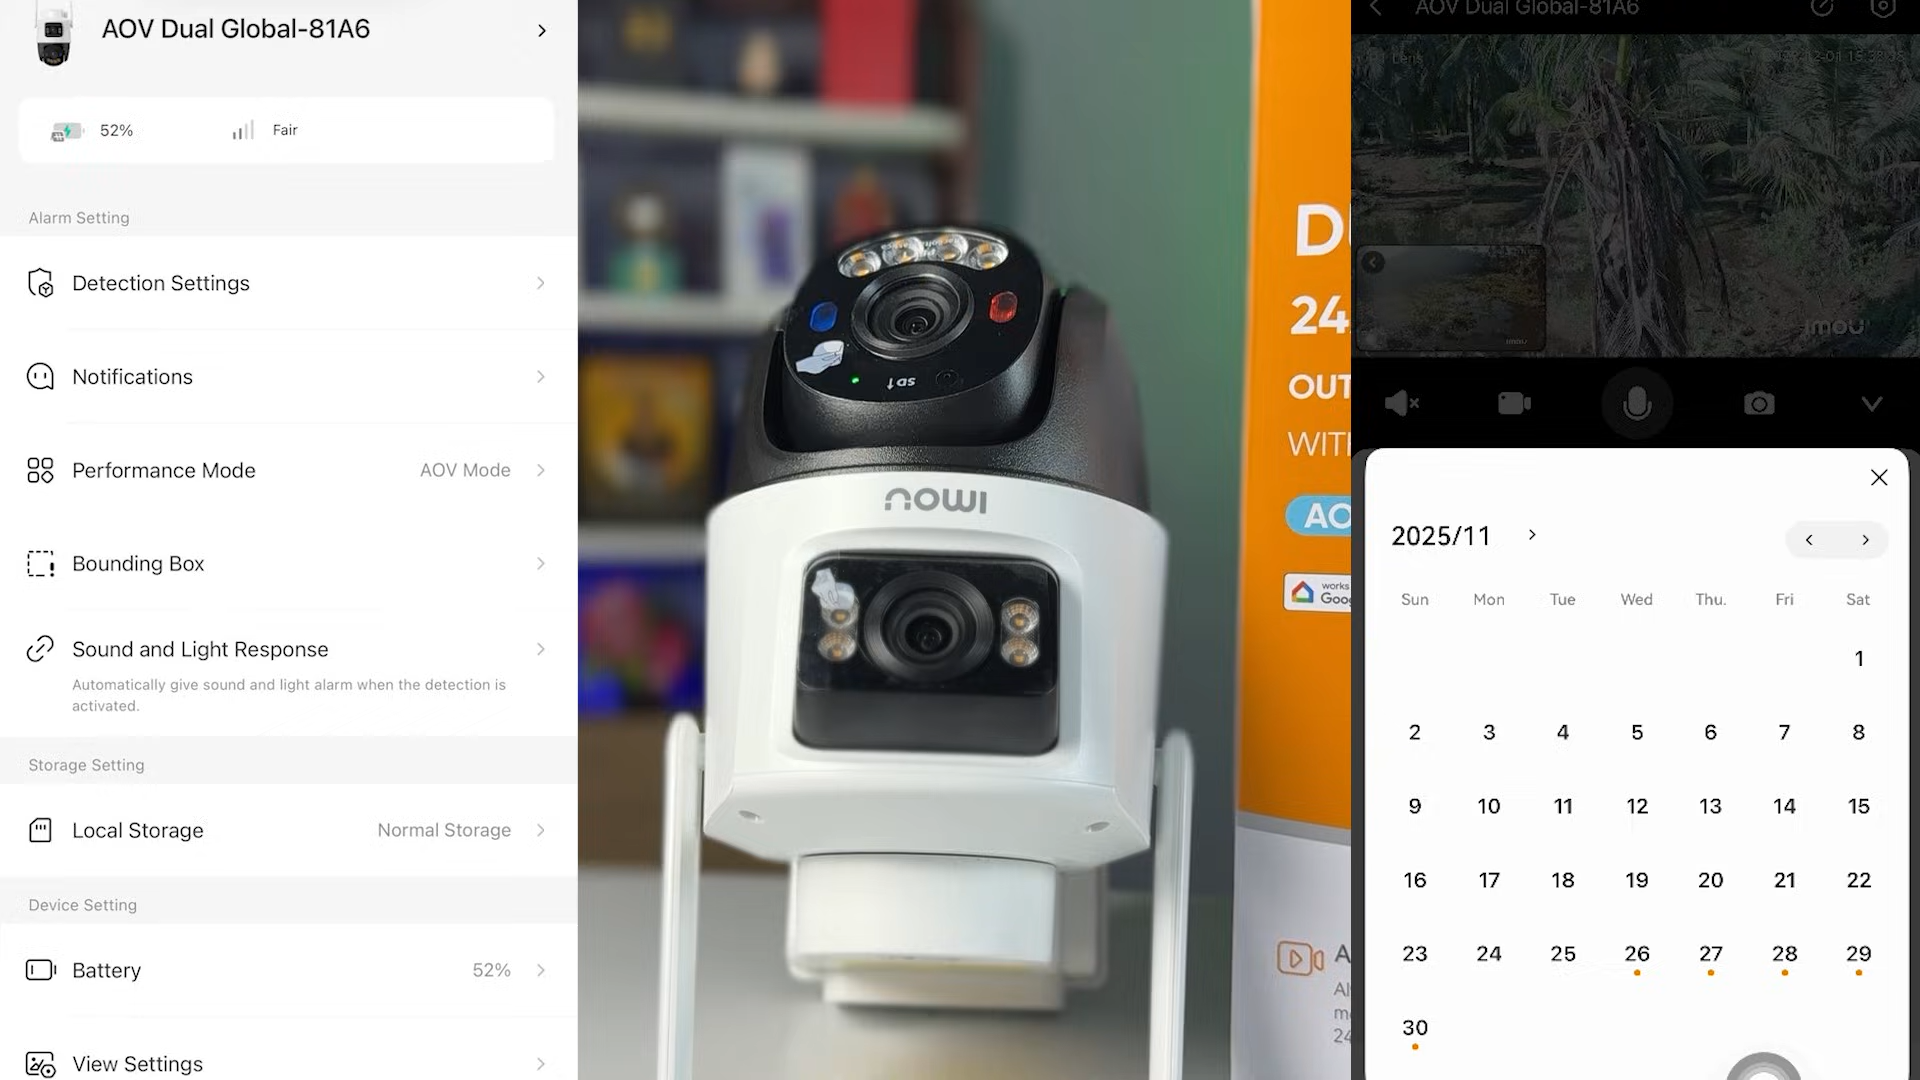 AOV Dual Global-81A6
52%
Fair
Alarm Setting
Detection Settings
Notifications
Performance Mode
AOV Mode
Bounding Box
Sound and Light Response
Automatically give sound and light alarm when the detection is
activated.
Storage Setting
Local Storage
Normal Storage
Device Setting
Battery
52%
View Settings
SD
imou
24
OUT
WIT
AO
works
Goo
A
24
AOV Dual Global-81A6
imou
2025/11
Sun Mon Tue Wed Thu. Fri Sat
1
2 3 4 5 6 7 8
9 10 11 12 13 14 15
16 17 18 19 20 21 22
23 24 25 26 27 28 29
30